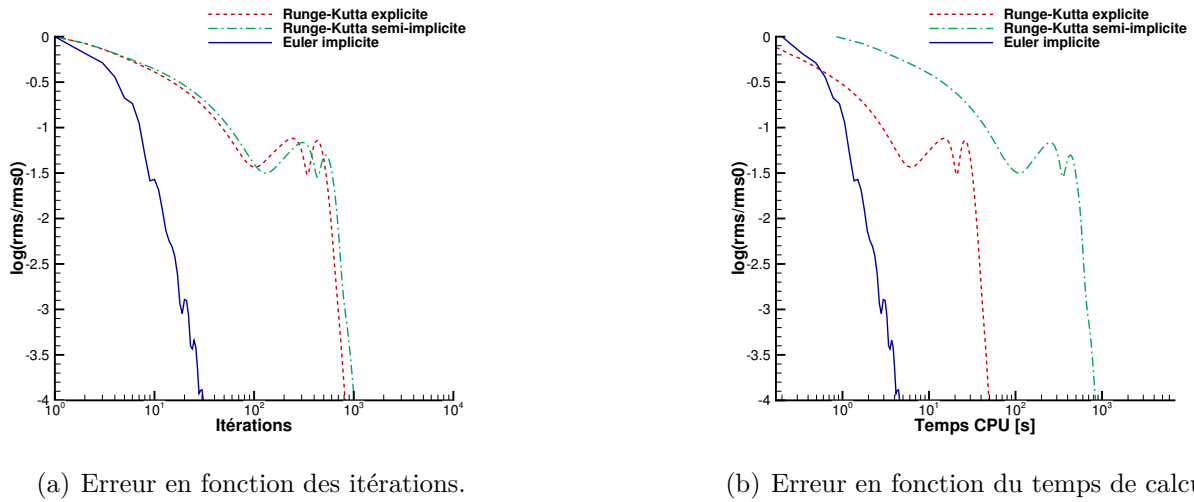 Runge-Kutta explicite
Runge-Kutta semi-implicite
Euler implicite
log(rms/rms0)
0
-0.5
-1
-1.5
-2
-2.5
-3
-3.5
-4
10^0
10^1
10^2
10^3
10^4
Itérations
(a) Erreur en fonction des itérations.
Runge-Kutta explicite
Runge-Kutta semi-implicite
Euler implicite
log(rms/rms0)
0
-0.5
-1
-1.5
-2
-2.5
-3
-3.5
-4
10^0
10^1
10^2
10^3
Temps CPU [s]
(b) Erreur en fonction du temps de calcu